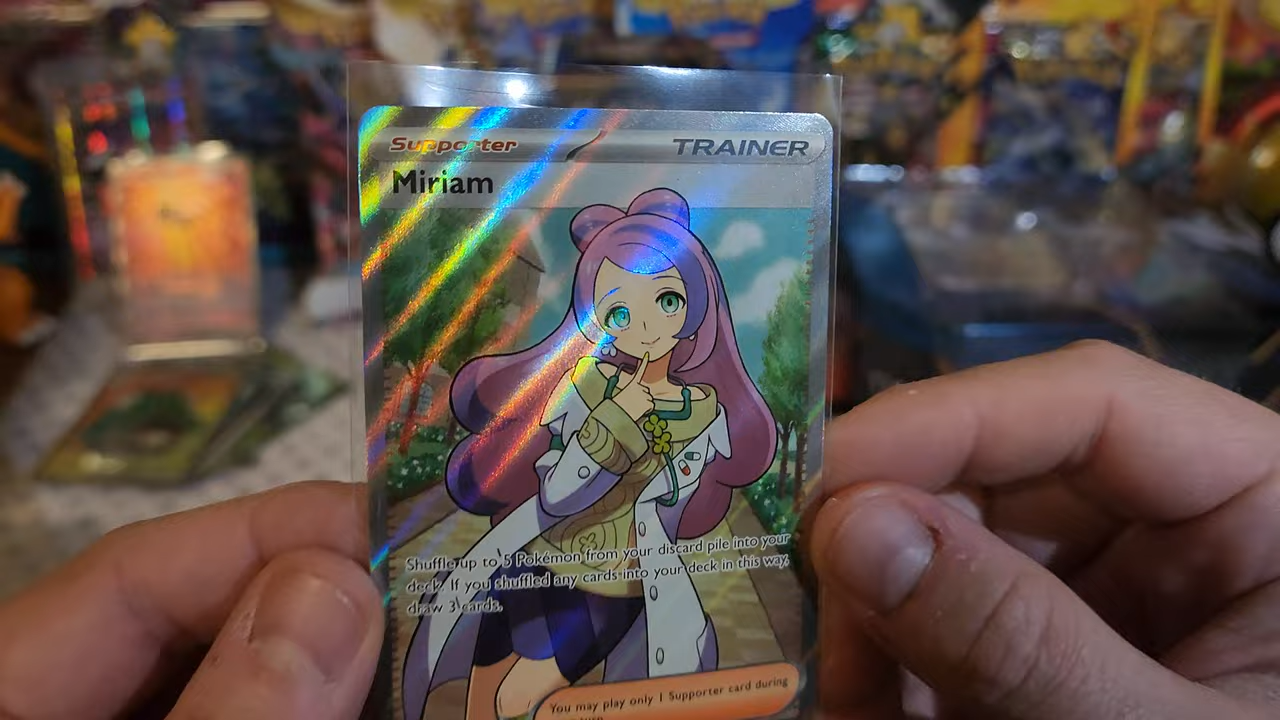 Supporter TRAINER
Miriam
Shuffle up to 5 Pokémon from your discard pile into your
deck. If you shuffled any cards into your deck in this way,
draw 3 cards.
You may play only 1 Supporter card during